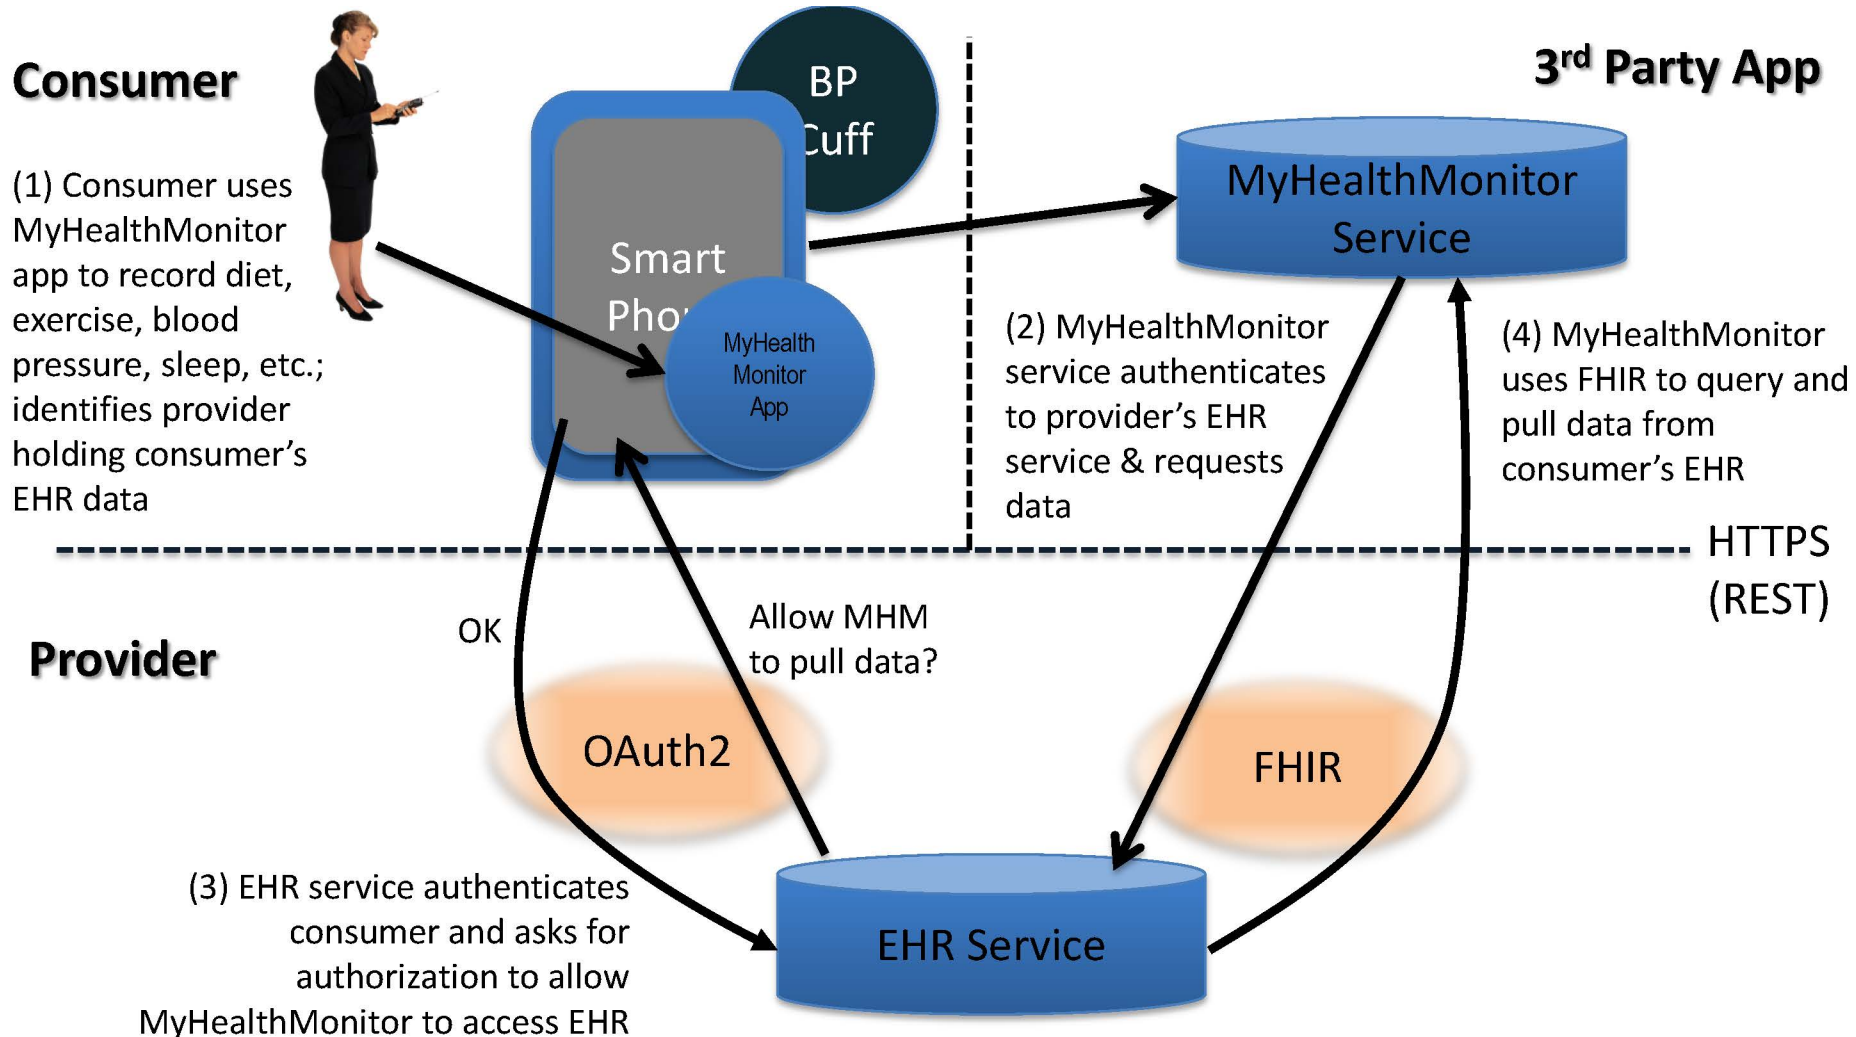 Consumer
(1) Consumer uses
MyHealthMonitor
app to record diet,
exercise, blood
pressure, sleep, etc.;
identifies provider
holding consumer’s
EHR data
BP
Cuff
Smart
Phone
MyHealth
Monitor
App
3rd Party App
MyHealthMonitor
Service
(2) MyHealthMonitor
service authenticates
to provider’s EHR
service & requests
data
(4) MyHealthMonitor
uses FHIR to query and
pull data from
consumer’s EHR
HTTPS
(REST)
Provider
OK
Allow MHM
to pull data?
OAuth2
FHIR
(3) EHR service authenticates
consumer and asks for
authorization to allow
MyHealthMonitor to access EHR
EHR Service